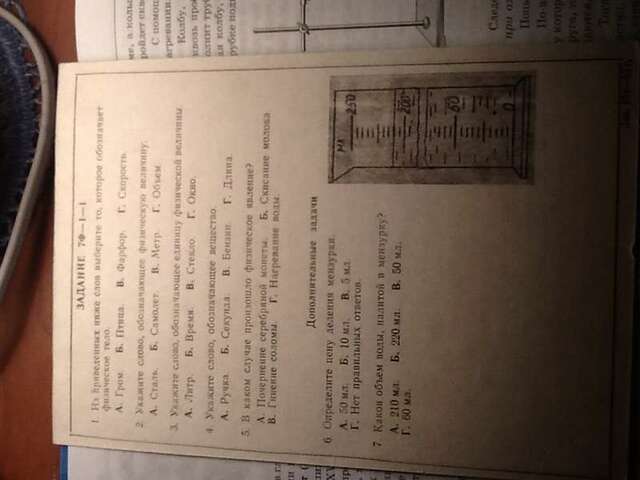 ЗАДАНИЕ 7Ф—1—1
1. Из приведенных ниже слов выберите то, которое обозначает
физическое тело.
А. Гром. Б. Птица. В. Фарфор. Г. Скорость.
2. Укажите слово, обозначающее физическую величину.
А. Сталь. Б. Самолет. В. Метр. Г. Объем
3. Укажите слово, обозначающее единицу физической величины
А. Литр. Б. Время. В. Стекло. Г. Окно.
4. Укажите слово, обозначающее вещество.
А. Ручка. Б. Секунда. В. Бензин. Г. Длина.
5. В каком случае произошло физическое явление?
А. Почернение серебряной монеты. Б. Скисание молока
В. Гниение соломы. Г. Нагревание воды.
Дополнительные задачи
6. Определите цену деления мензурки.
А. 50 мл. Б. 10 мл. В. 5 мл.
Г. Нет правильных ответов.
7. Каков объем воды, налитой в мензурку?
А. 210 мл. Б. 220 мл. В. 50 мл.
Г. 60 мл.
мл
250
200
50
0